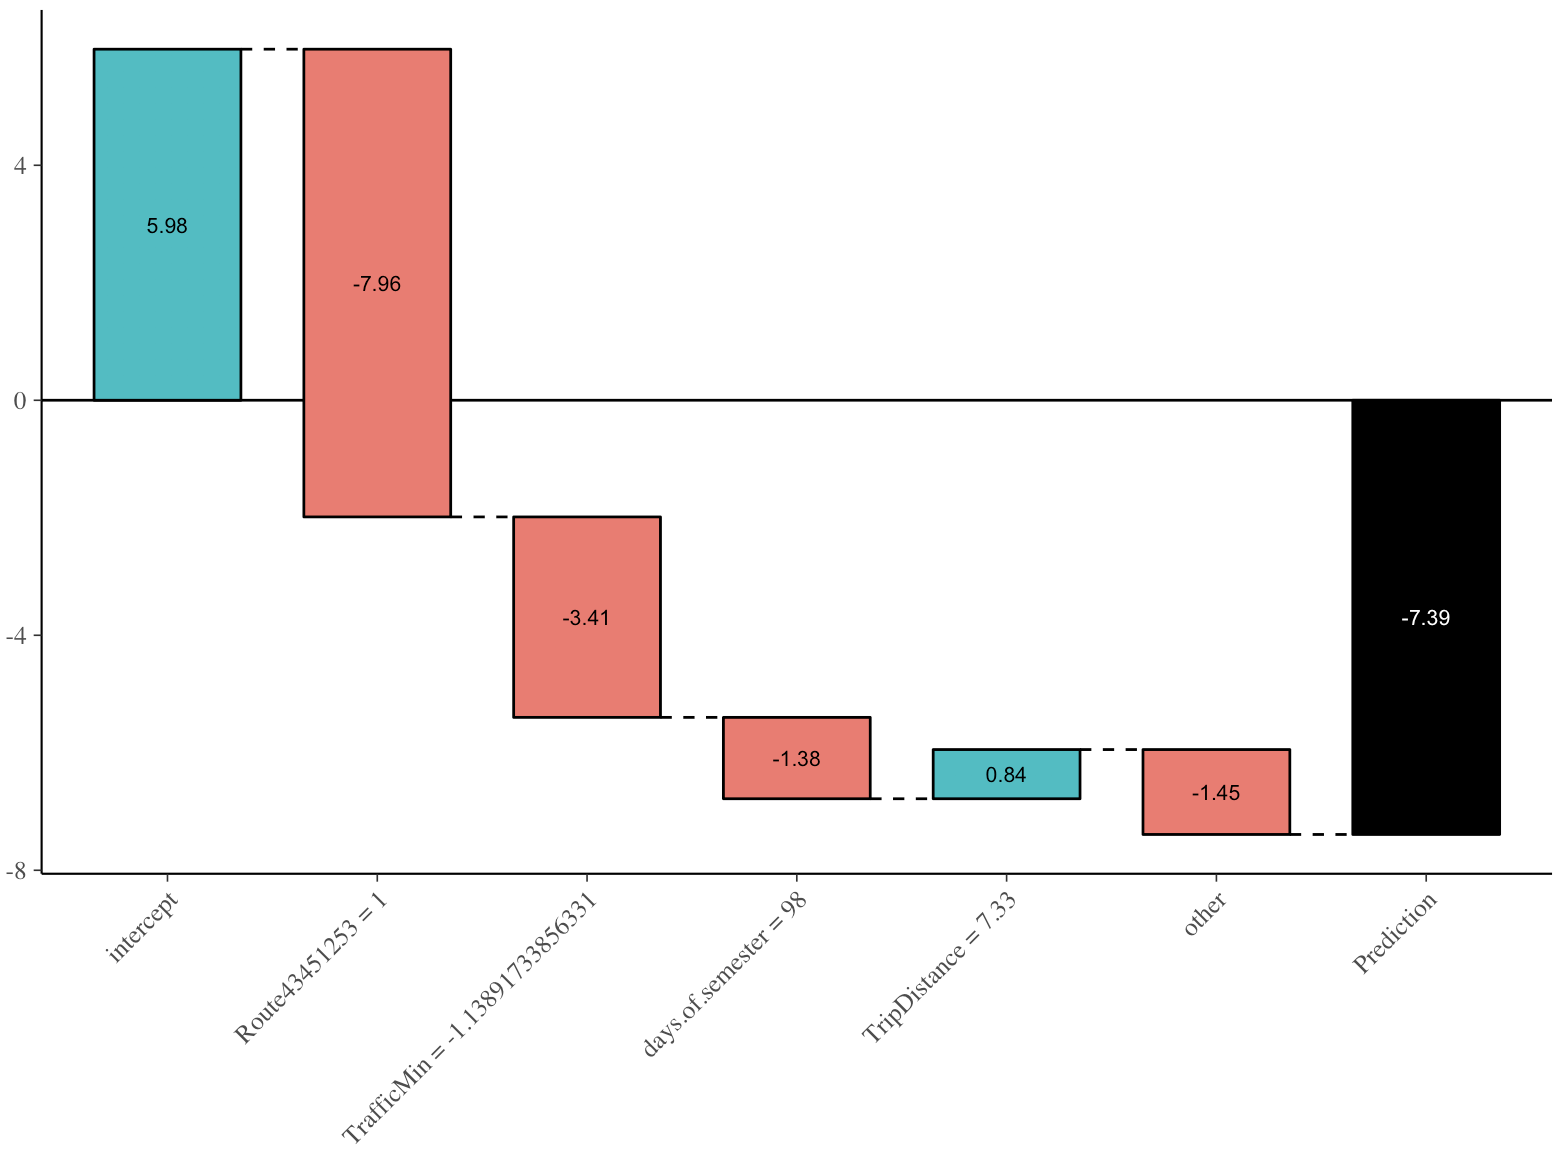 4
0
-4
-8
5.98
-7.96
-3.41
-1.38
0.84
-1.45
-7.39
intercept
Route43451253 = 1
TrafficMin = -1.13891733856331
days.of.semester = 98
TripDistance = 7.33
other
Prediction